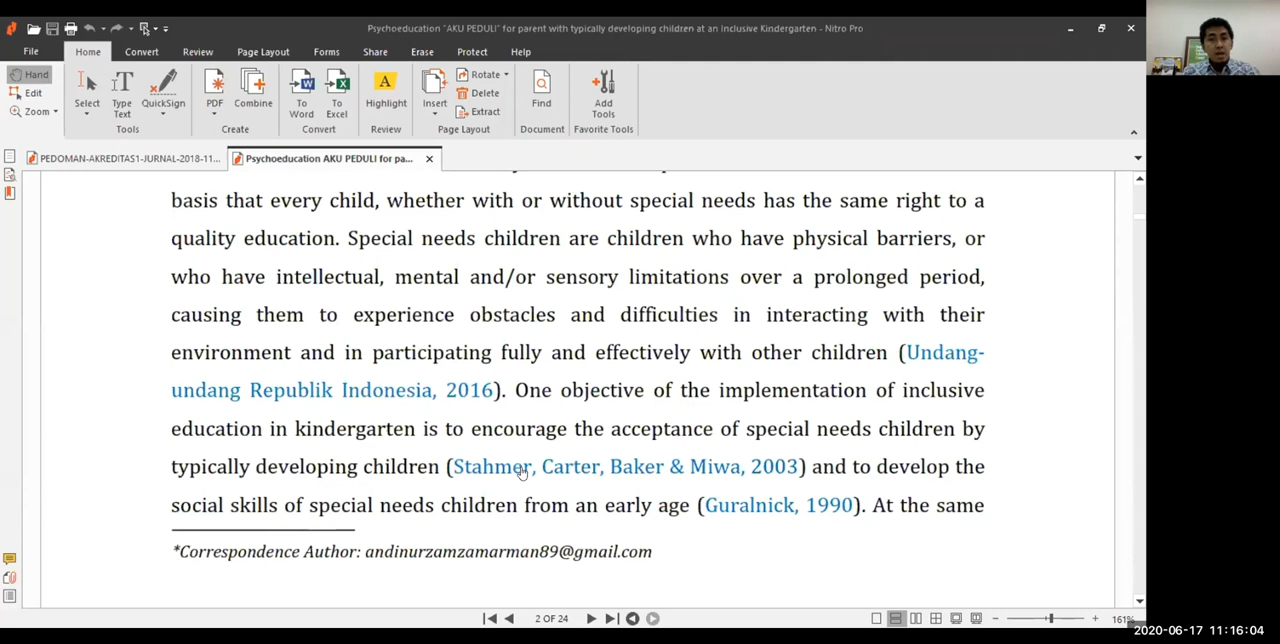 Psychoeducation "AKU PEDULI" for parent with typically developing children at an Inclusive Kindergarten - Nitro Pro
File Home Convert Review Page Layout Forms Share Erase Protect Help
Hand
Edit
Zoom
Select
Type Text
QuickSign
Tools
PDF
Combine
Create
To Word
To Excel
Convert
Highlight
Review
Insert
Rotate
Delete
Extract
Page Layout
Find
Document
Add Tools
Favorite Tools
PEDOMAN-AKREDITAS1-JURNAL-2018-11...
Psychoeducation AKU PEDULI for pa...
basis that every child, whether with or without special needs has the same right to a
quality education. Special needs children are children who have physical barriers, or
who have intellectual, mental and/or sensory limitations over a prolonged period,
causing them to experience obstacles and difficulties in interacting with their
environment and in participating fully and effectively with other children (Undang-
undang Republik Indonesia, 2016). One objective of the implementation of inclusive
education in kindergarten is to encourage the acceptance of special needs children by
typically developing children (Stahmer, Carter, Baker & Miwa, 2003) and to develop the
social skills of special needs children from an early age (Guralnick, 1990). At the same
*Correspondence Author: andinurzamzamarman89@gmail.com
2 OF 24
161%
2020-06-17 11:16:04